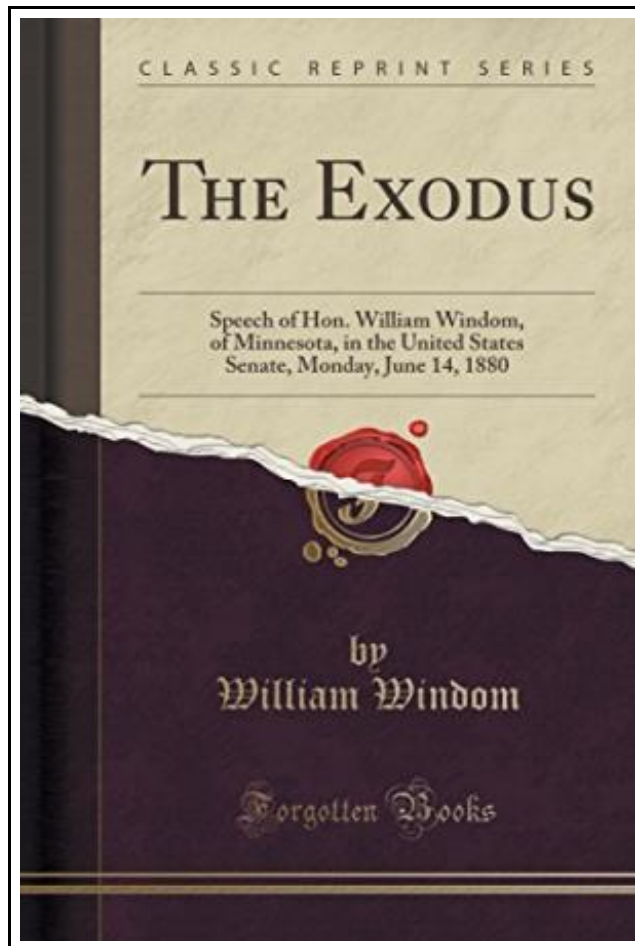 CLASSIC REPRINT SERIES
THE EXODUS
Speech of Hon. William Windom,
of Minnesota, in the United States
Senate, Monday, June 14, 1880
by
William Windom
Forgotten Books